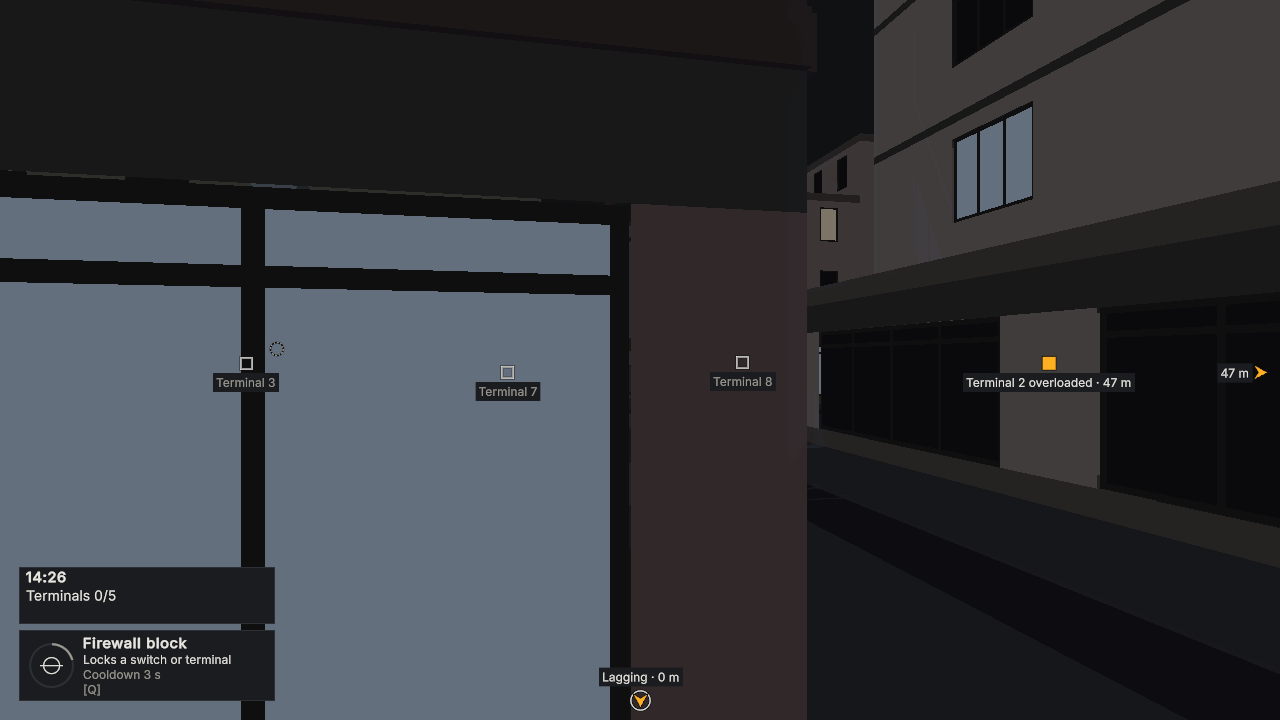 Terminal 3
Terminal 7
Terminal 8
Terminal 2 overloaded · 47 m
47 m
14:26
Terminals 0/5
Firewall block
Locks a switch or terminal
Cooldown 3 s
[Q]
Lagging · 0 m